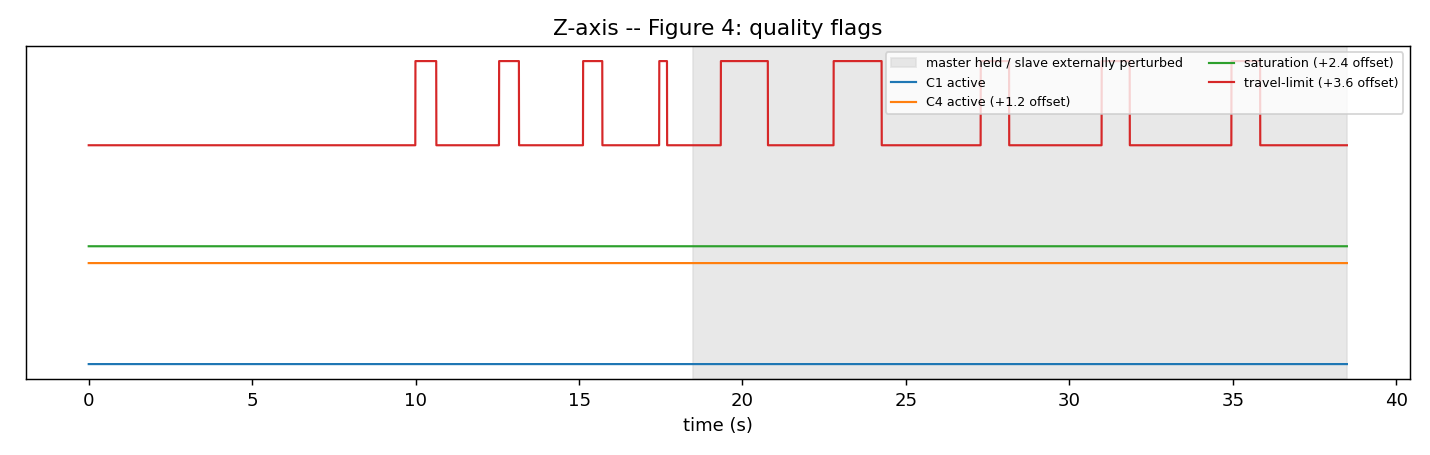 Z-axis -- Figure 4: quality flags
master held / slave externally perturbed
C1 active
C4 active (+1.2 offset)
saturation (+2.4 offset)
travel-limit (+3.6 offset)
0 5 10 15 20 25 30 35 40
time (s)